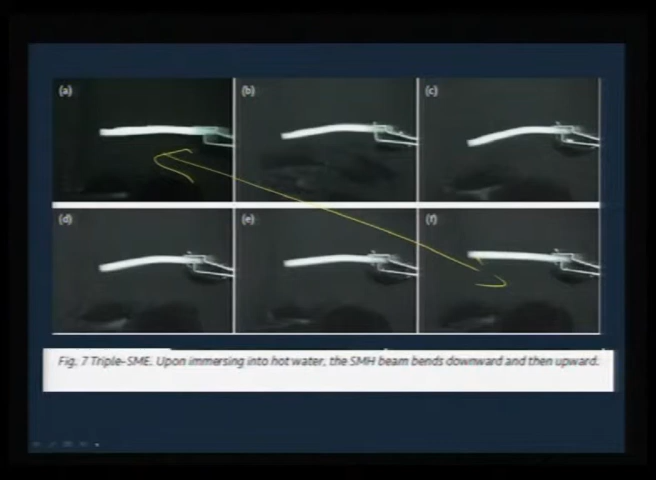 (a) (b) (c)
(d) (e) (f)
Fig. 7 Triple-SME. Upon immersing into hot water, the SMH beam bends downward and then upward.